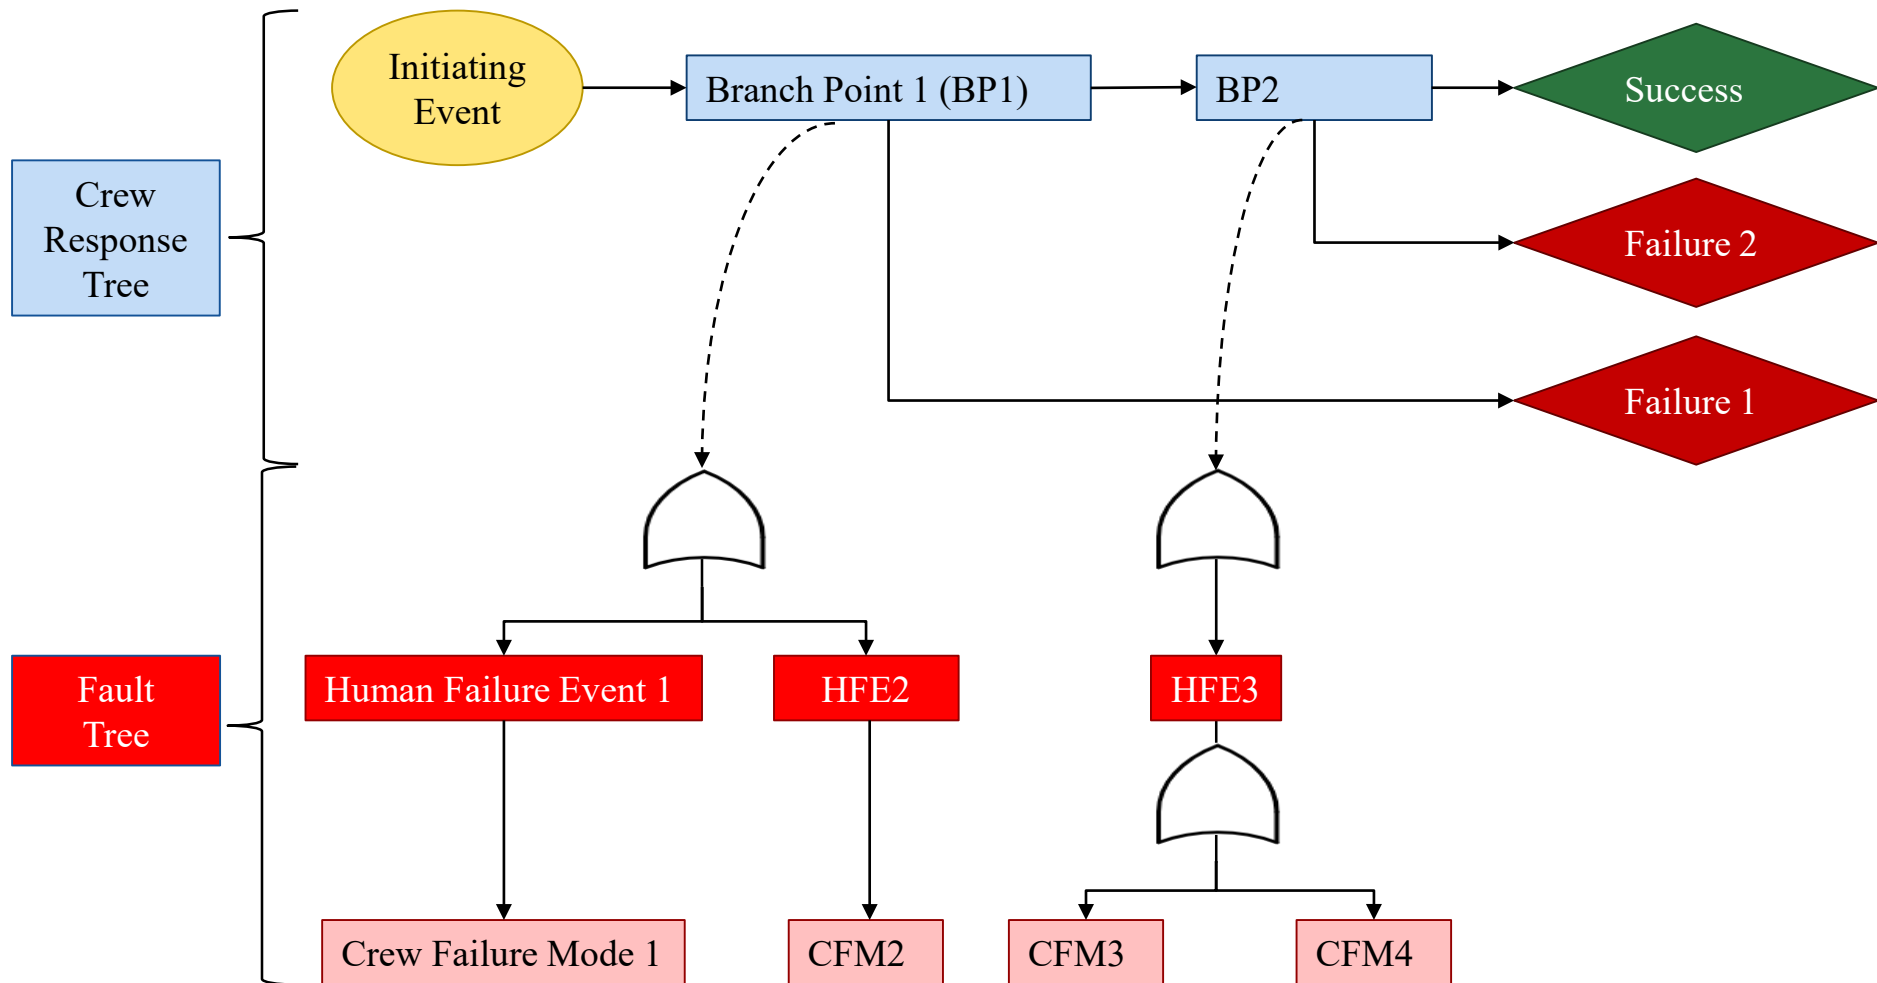 Initiating
Event
Branch Point 1 (BP1)
BP2
Success
Crew
Response
Tree
Failure 2
Failure 1
Fault
Tree
Human Failure Event 1
HFE2
HFE3
Crew Failure Mode 1
CFM2
CFM3
CFM4